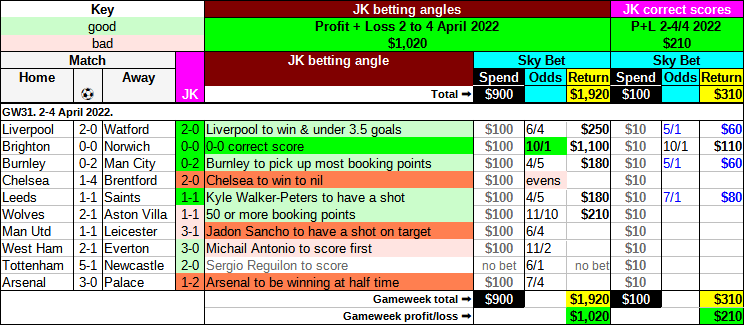 Key JK betting angles JK correct scores
good Profit + Loss 2 to 4 April 2022 P+L 2-4/4 2022
bad $1,020 $210
Match JK JK betting angle Sky Bet Sky Bet
Home Away Spend Odds Return Spend Odds Return
Total ➡ $900 $1,920 $100 $310
GW31. 2-4 April 2022.
Liverpool 2-0 Watford 2-0 Liverpool to win & under 3.5 goals $100 6/4 $250 $10 5/1 $60
Brighton 0-0 Norwich 0-0 0-0 correct score $100 10/1 $1,100 $10 10/1 $110
Burnley 0-2 Man City 0-2 Burnley to pick up most booking points $100 4/5 $180 $10 5/1 $60
Chelsea 1-4 Brentford 2-0 Chelsea to win to nil $100 evens $10
Leeds 1-1 Saints 1-1 Kyle Walker-Peters to have a shot $100 4/5 $180 $10 7/1 $80
Wolves 2-1 Aston Villa 1-1 50 or more booking points $100 11/10 $210 $10
Man Utd 1-1 Leicester 3-1 Jadon Sancho to have a shot on target $100 6/4 $10
West Ham 2-1 Everton 3-0 Michail Antonio to score first $100 11/2 $10
Tottenham 5-1 Newcastle 2-0 Sergio Reguilon to score no bet 6/1 no bet $10
Arsenal 3-0 Palace 1-2 Arsenal to be winning at half time $100 7/4 $10
Gameweek total ➡ $900 $1,920 $100 $310
Gameweek profit/loss ➡ $1,020 $210